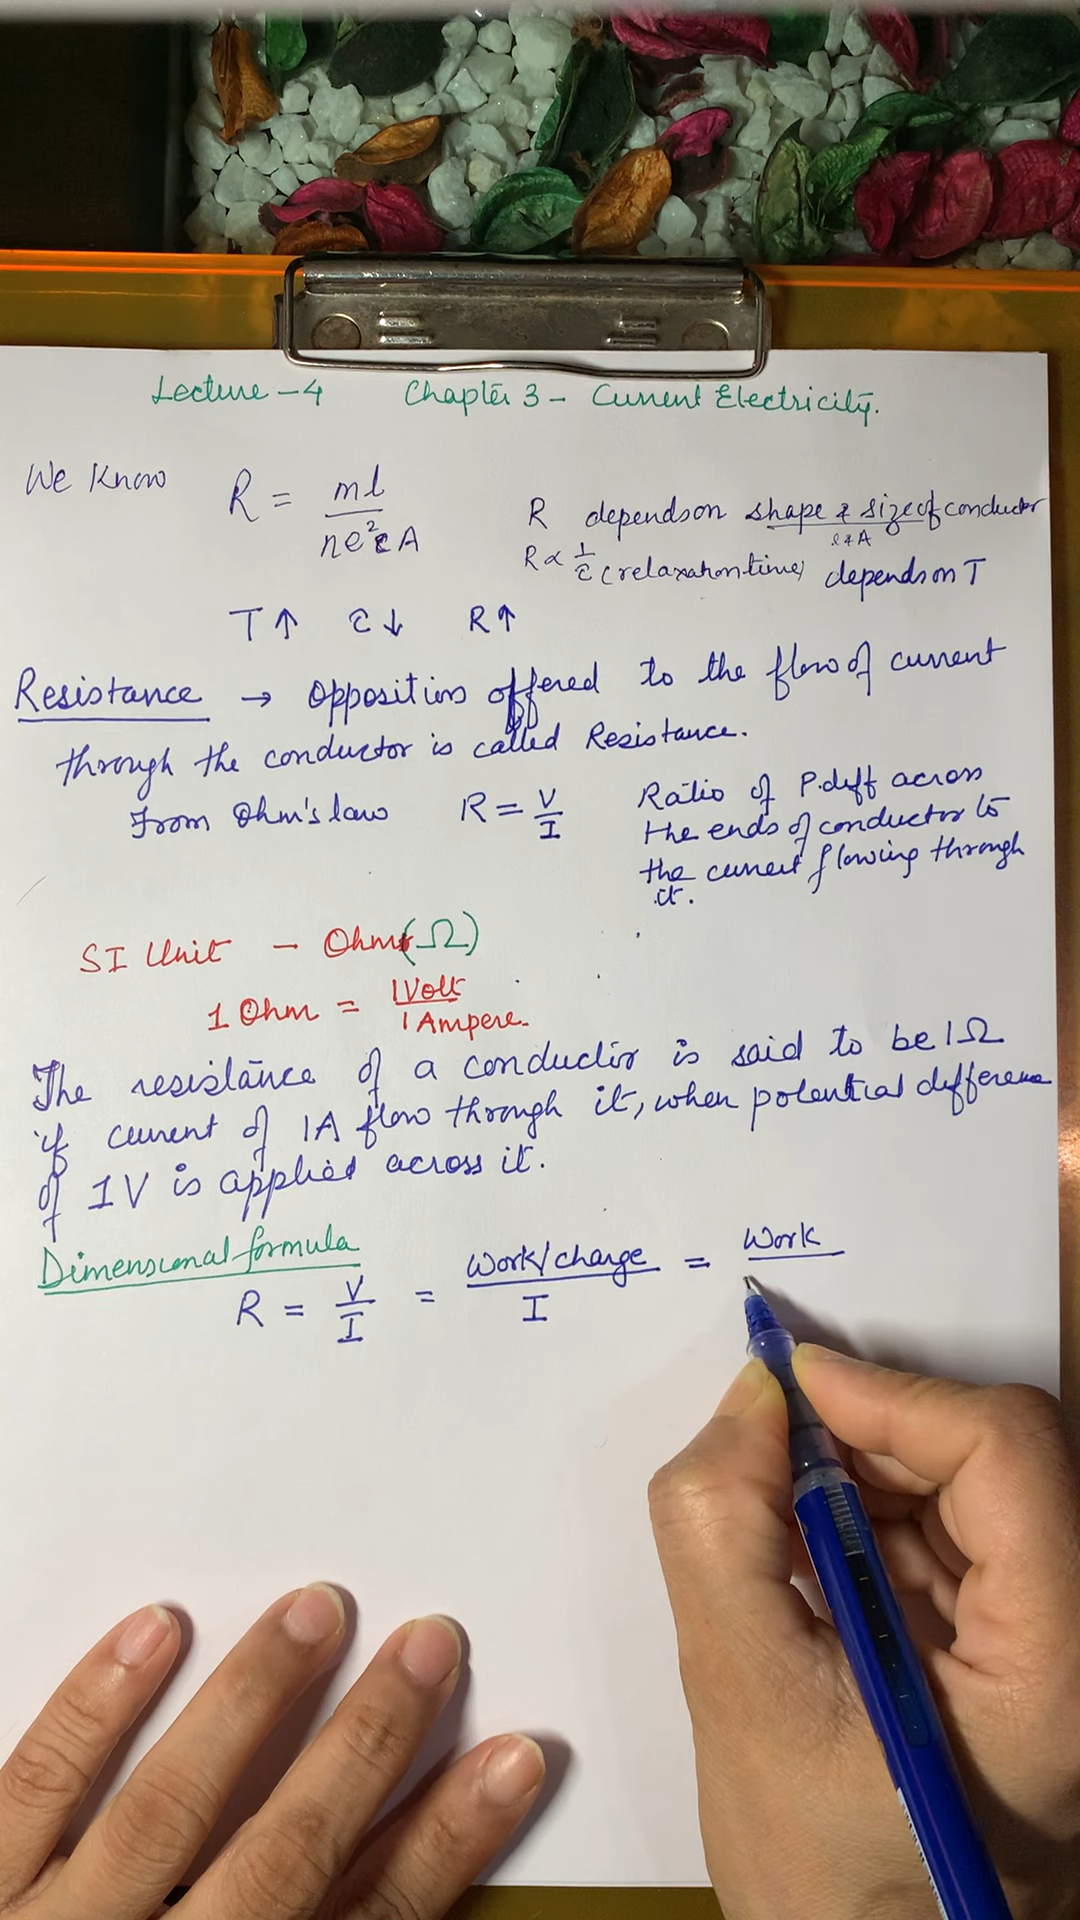 Lecture - 4 Chapter 3 - Current Electricity.
We Know R = ml / ne²τA
R depends on shape & size of conductor
l & A
R ∝ 1/τ (relaxation time) depends on T
T↑ τ↓ R↑
Resistance → Opposition offered to the flow of current
through the conductor is called Resistance.
From Ohm's law R = V/I
Ratio of P.diff across
the ends of conductor to
the current flowing through
it.
SI Unit - Ohm (Ω)
1 Ohm = 1 Volt / 1 Ampere.
The resistance of a conductor is said to be 1Ω
if current of 1A flow through it, when potential difference
of 1V is applied across it.
Dimensional formula
R = V/I = Work/charge / I = Work